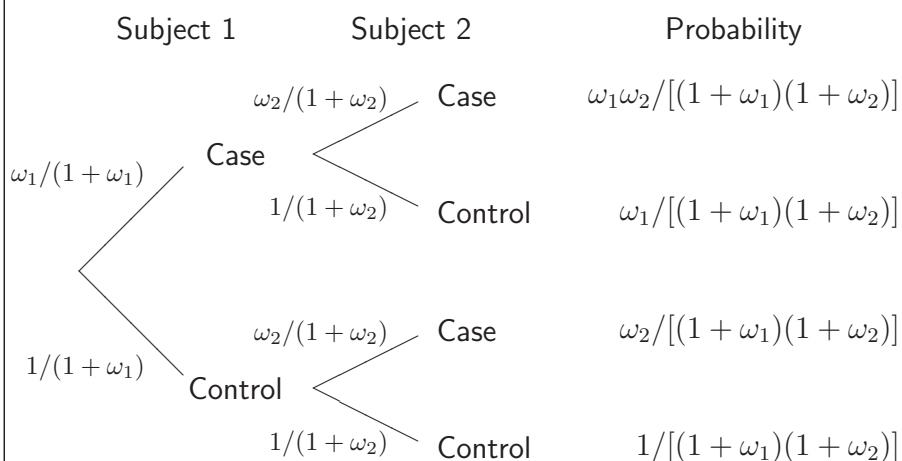 Subject 1 Subject 2 Probability
ω₂/(1 + ω₂) Case ω₁ω₂/[(1 + ω₁)(1 + ω₂)]
Case
ω₁/(1 + ω₁)
1/(1 + ω₂) Control ω₁/[(1 + ω₁)(1 + ω₂)]
ω₂/(1 + ω₂) Case ω₂/[(1 + ω₁)(1 + ω₂)]
1/(1 + ω₁)
Control
1/(1 + ω₂) Control 1/[(1 + ω₁)(1 + ω₂)]